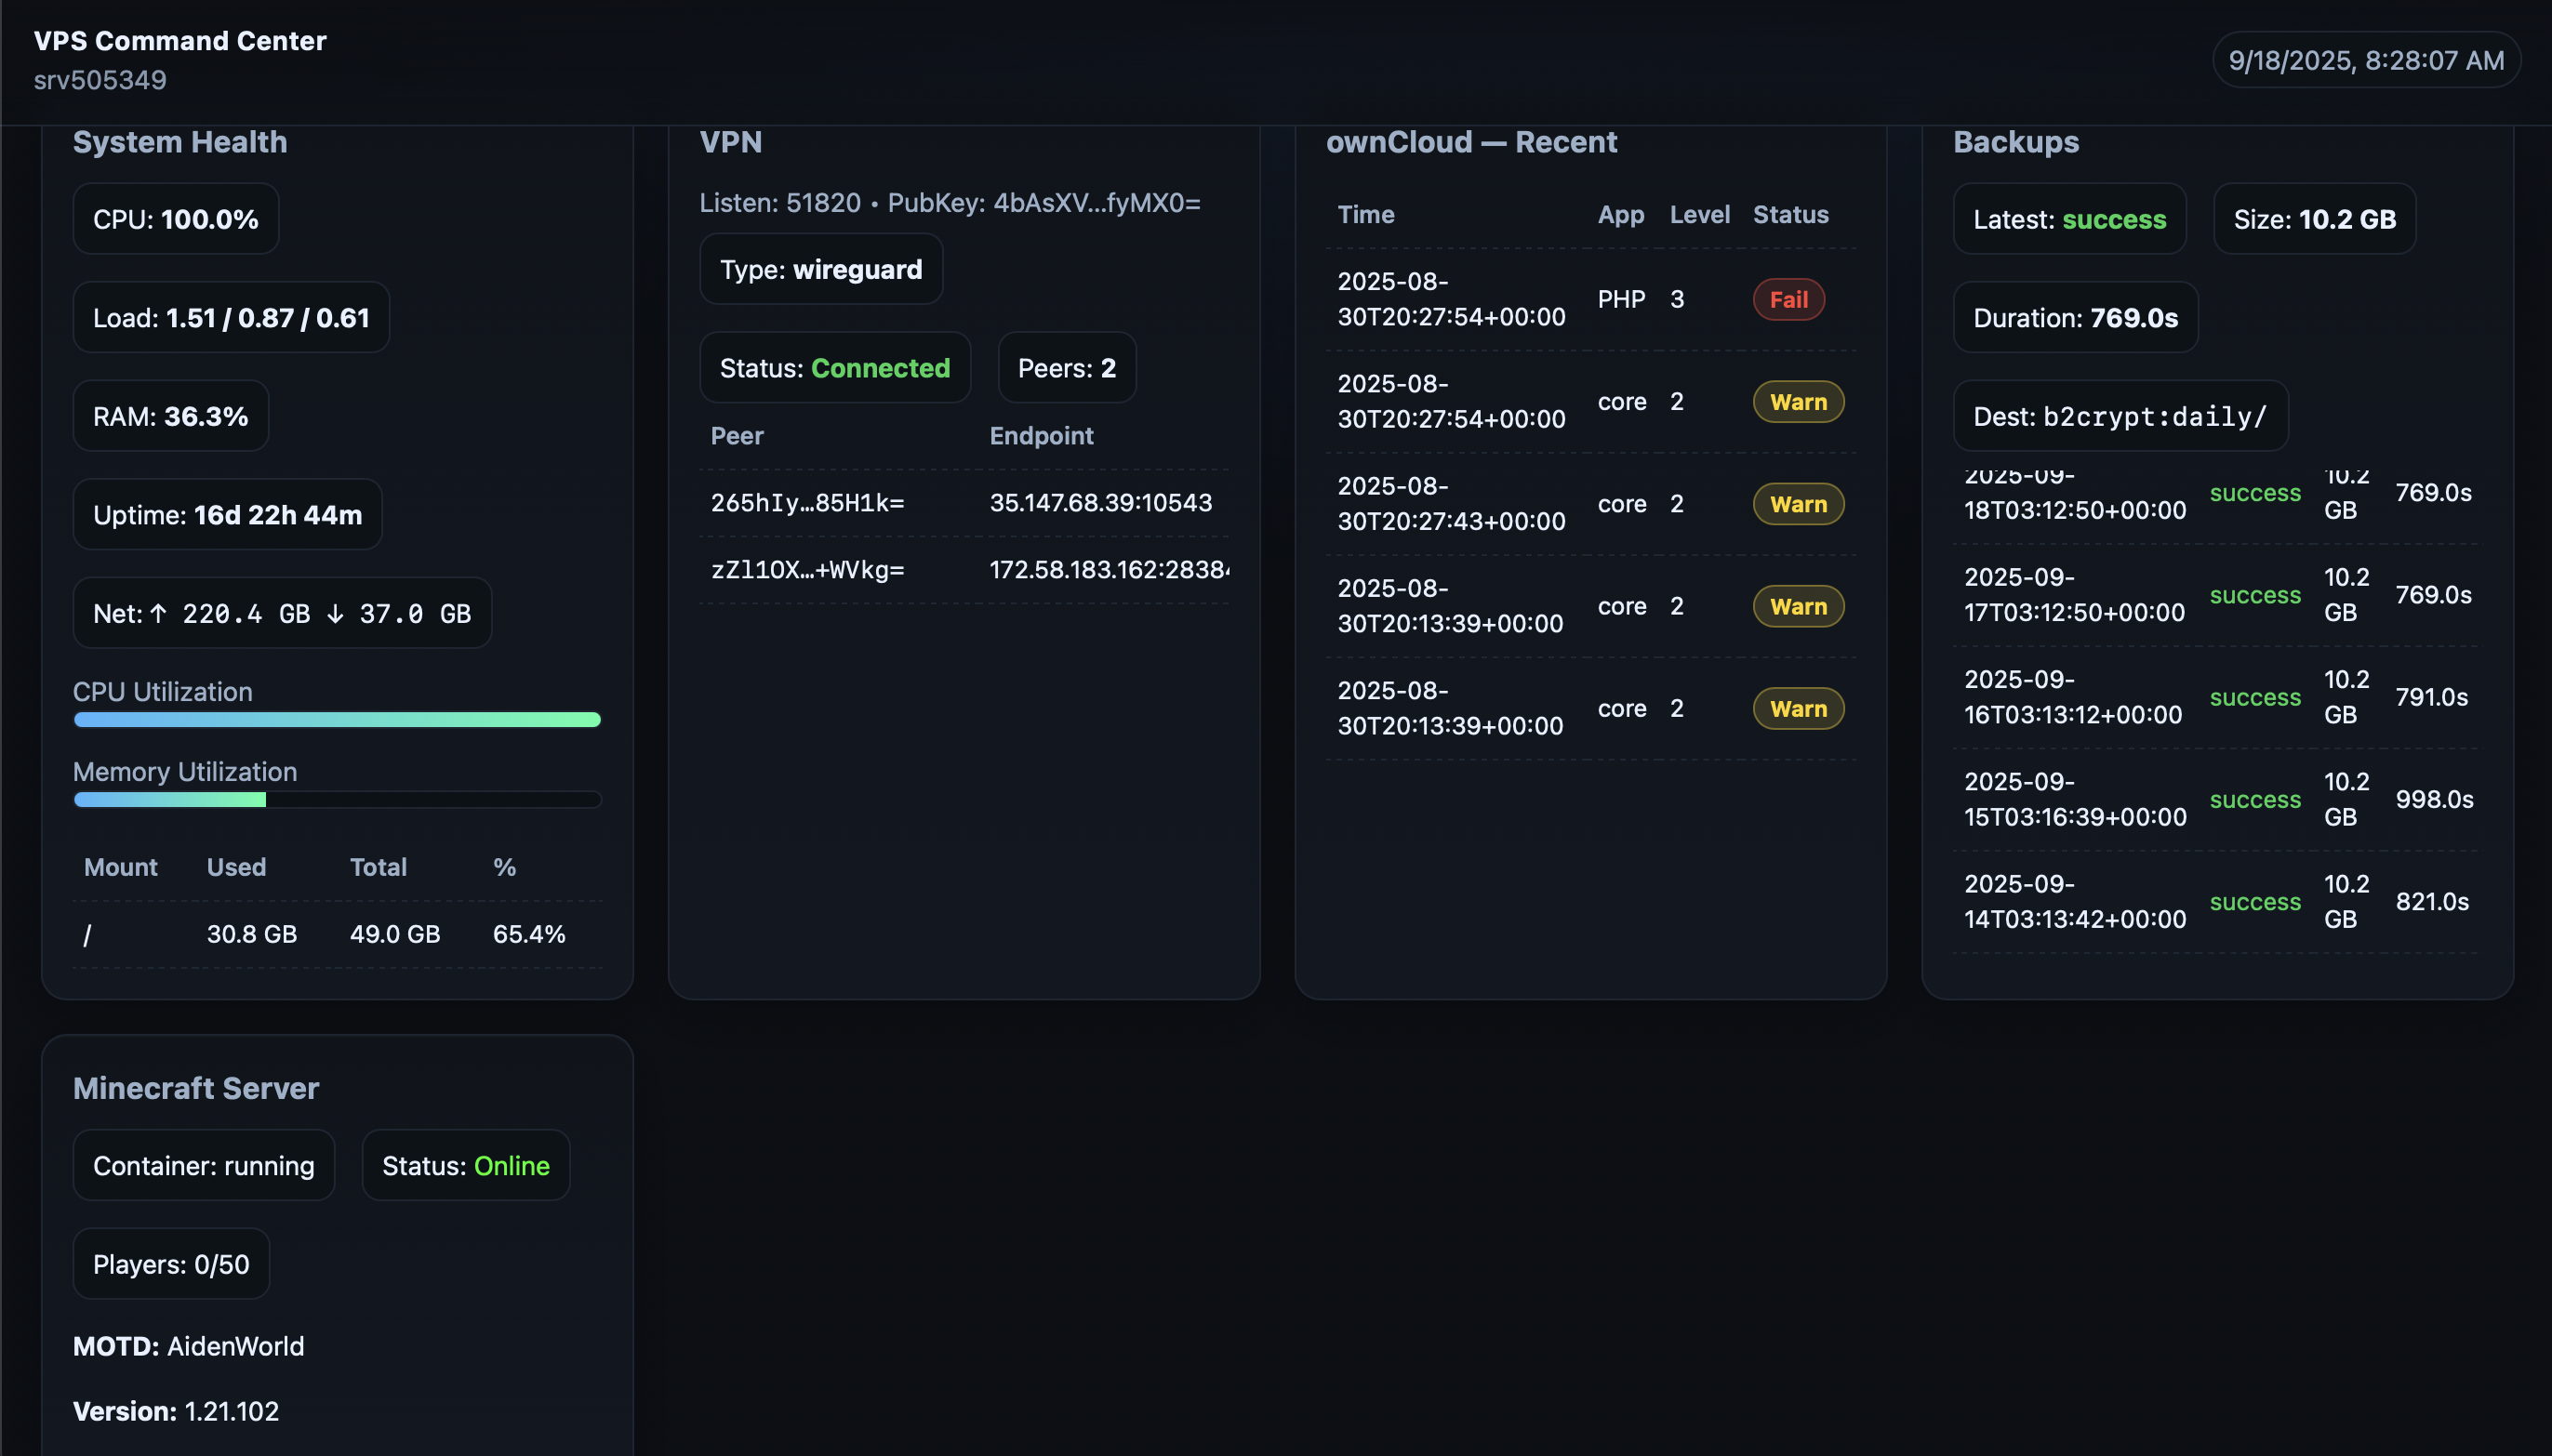 VPS Command Center
srv505349
9/18/2025, 8:28:07 AM
System Health
CPU: 100.0%
Load: 1.51 / 0.87 / 0.61
RAM: 36.3%
Uptime: 16d 22h 44m
Net: ↑ 220.4 GB ↓ 37.0 GB
CPU Utilization
Memory Utilization
Mount Used Total %
/ 30.8 GB 49.0 GB 65.4%
VPN
Listen: 51820 • PubKey: 4bAsXV…fyMX0=
Type: wireguard
Status: Connected Peers: 2
Peer Endpoint
265hIy…85H1k= 35.147.68.39:10543
zZl1OX…+WVkg= 172.58.183.162:28384
ownCloud — Recent
Time App Level Status
2025-08-
30T20:27:54+00:00 PHP 3 Fail
2025-08-
30T20:27:54+00:00 core 2 Warn
2025-08-
30T20:27:43+00:00 core 2 Warn
2025-08-
30T20:13:39+00:00 core 2 Warn
2025-08-
30T20:13:39+00:00 core 2 Warn
Backups
Latest: success Size: 10.2 GB
Duration: 769.0s
Dest: b2crypt:daily/
2025-09- 10.2
18T03:12:50+00:00 success GB 769.0s
2025-09- 10.2
17T03:12:50+00:00 success GB 769.0s
2025-09- 10.2
16T03:13:12+00:00 success GB 791.0s
2025-09- 10.2
15T03:16:39+00:00 success GB 998.0s
2025-09- 10.2
14T03:13:42+00:00 success GB 821.0s
Minecraft Server
Container: running Status: Online
Players: 0/50
MOTD: AidenWorld
Version: 1.21.102